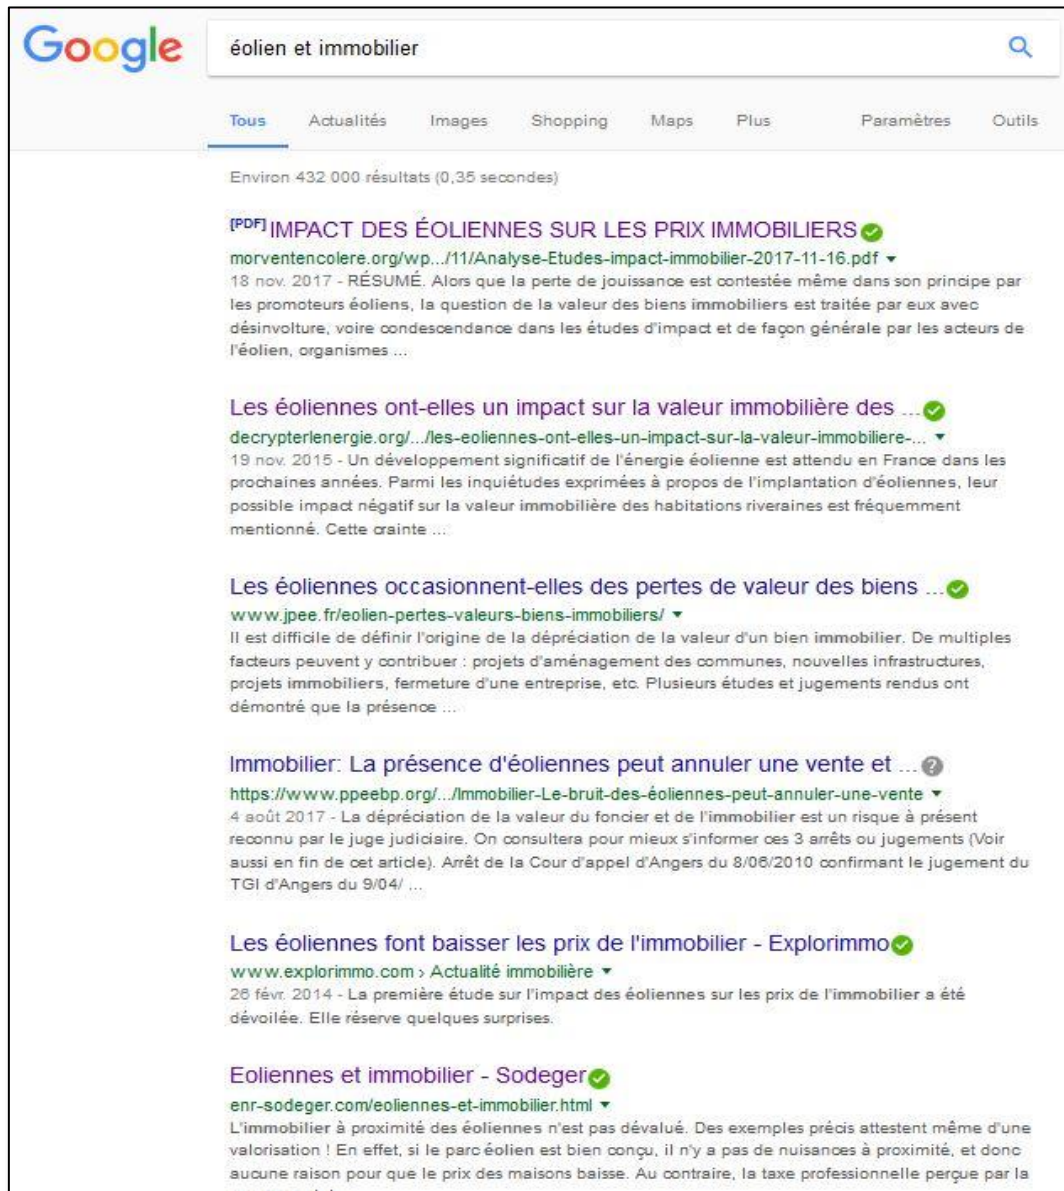 Google
éolien et immobilier
Tous Actualités Images Shopping Maps Plus Paramètres Outils
Environ 432 000 résultats (0,35 secondes)
[PDF] IMPACT DES ÉOLIENNES SUR LES PRIX IMMOBILIERS
morventencolere.org/wp.../11/Analyse-Etudes-impact-immobilier-2017-11-16.pdf
18 nov. 2017 - RÉSUMÉ. Alors que la perte de jouissance est contestée même dans son principe par
les promoteurs éoliens, la question de la valeur des biens immobiliers est traitée par eux avec
désinvolture, voire condescendance dans les études d'impact et de façon générale par les acteurs de
l'éolien, organismes ...
Les éoliennes ont-elles un impact sur la valeur immobilière des ...
decrypterlenergie.org/.../les-eoliennes-ont-elles-un-impact-sur-la-valeur-immobiliere-...
19 nov. 2015 - Un développement significatif de l'énergie éolienne est attendu en France dans les
prochaines années. Parmi les inquiétudes exprimées à propos de l'implantation d'éoliennes, leur
possible impact négatif sur la valeur immobilière des habitations riveraines est fréquemment
mentionné. Cette crainte ...
Les éoliennes occasionnent-elles des pertes de valeur des biens ...
www.jpee.fr/eolien-pertes-valeurs-biens-immobiliers/
Il est difficile de définir l'origine de la dépréciation de la valeur d'un bien immobilier. De multiples
facteurs peuvent y contribuer : projets d'aménagement des communes, nouvelles infrastructures,
projets immobiliers, fermeture d'une entreprise, etc. Plusieurs études et jugements rendus ont
démontré que la présence ...
Immobilier: La présence d'éoliennes peut annuler une vente et ...
https://www.ppeebp.org/.../Immobilier-Le-bruit-des-éoliennes-peut-annuler-une-vente
4 août 2017 - La dépréciation de la valeur du foncier et de l'immobilier est un risque à présent
reconnu par le juge judiciaire. On consultera pour mieux s'informer ces 3 arrêts ou jugements (Voir
aussi en fin de cet article). Arrêt de la Cour d'appel d'Angers du 8/06/2010 confirmant le jugement du
TGI d'Angers du 9/04/ ...
Les éoliennes font baisser les prix de l'immobilier - Explorimmo
www.explorimmo.com › Actualité immobilière
26 févr. 2014 - La première étude sur l'impact des éoliennes sur les prix de l'immobilier a été
dévoilée. Elle réserve quelques surprises.
Eoliennes et immobilier - Sodeger
enr-sodeger.com/eoliennes-et-immobilier.html
L'immobilier à proximité des éoliennes n'est pas dévalué. Des exemples précis attestent même d'une
valorisation ! En effet, si le parc éolien est bien conçu, il n'y a pas de nuisances à proximité, et donc
aucune raison pour que le prix des maisons baisse. Au contraire, la taxe professionnelle perçue par la